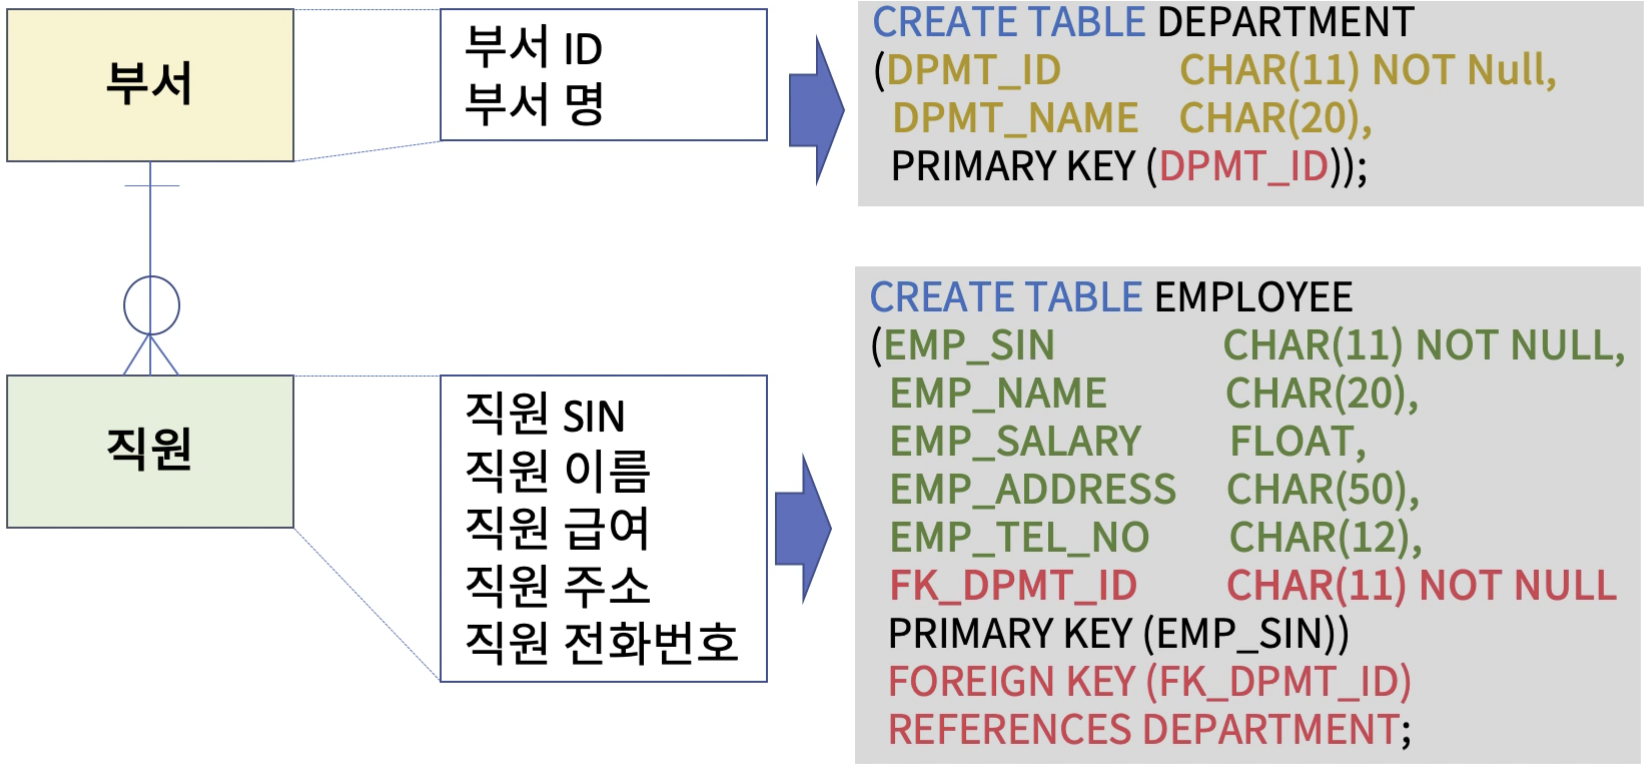 부서
부서 ID
부서 명
CREATE TABLE DEPARTMENT
(DPMT_ID CHAR(11) NOT Null,
DPMT_NAME CHAR(20),
PRIMARY KEY (DPMT_ID));
직원
직원 SIN
직원 이름
직원 급여
직원 주소
직원 전화번호
CREATE TABLE EMPLOYEE
(EMP_SIN CHAR(11) NOT NULL,
EMP_NAME CHAR(20),
EMP_SALARY FLOAT,
EMP_ADDRESS CHAR(50),
EMP_TEL_NO CHAR(12),
FK_DPMT_ID CHAR(11) NOT NULL
PRIMARY KEY (EMP_SIN))
FOREIGN KEY (FK_DPMT_ID)
REFERENCES DEPARTMENT;